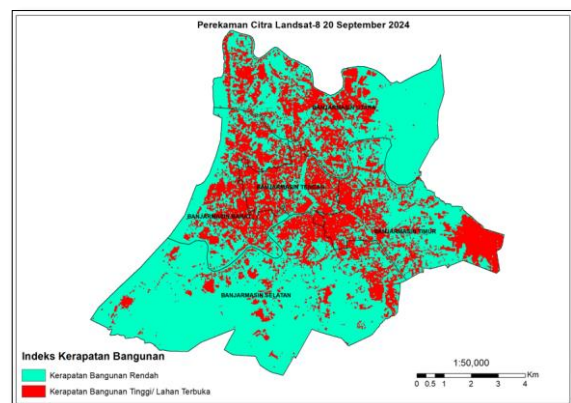 Perekaman Citra Landsat-8 20 September 2024
BANJARMASIN UTARA
BANJARMASIN TENGAH
BANJARMASIN BARAT
BANJARMASIN TIMUR
BANJARMASIN SELATAN
Indeks Kerapatan Bangunan
Kerapatan Bangunan Rendah
Kerapatan Bangunan Tinggi/ Lahan Terbuka
1:50,000
Km
0 0.5 1 2 3 4